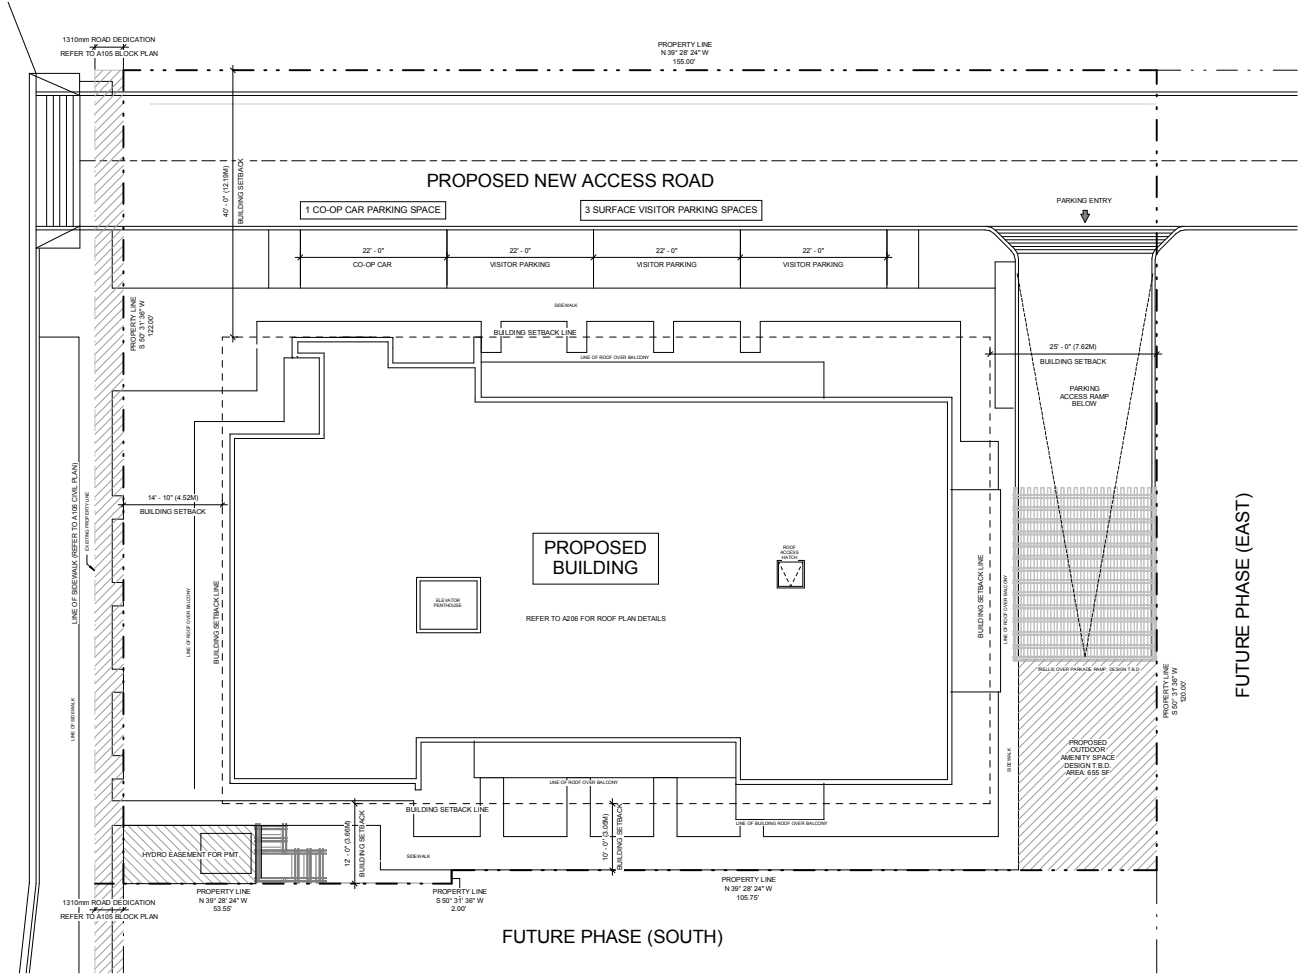 1310mm ROAD DEDICATION
REFER TO A105 BLOCK PLAN
PROPERTY LINE
N 39° 28' 24" W
155.00'
40' - 0" (12.19M)
BUILDING SETBACK
PROPOSED NEW ACCESS ROAD
1 CO-OP CAR PARKING SPACE
3 SURFACE VISITOR PARKING SPACES
PARKING ENTRY
22' - 0"
CO-OP CAR
22' - 0"
VISITOR PARKING
22' - 0"
VISITOR PARKING
22' - 0"
VISITOR PARKING
PROPERTY LINE
S 50° 31' 36" W
122.00'
SIDEWALK
BUILDING SETBACK LINE
LINE OF ROOF OVER BALCONY
25' - 0" (7.62M)
BUILDING SETBACK
PARKING
ACCESS RAMP
BELOW
LINE OF SIDEWALK (REFER TO A106 CIVIL PLAN)
EXISTING PROPERTY LINE
14' - 10" (4.52M)
BUILDING SETBACK
PROPOSED
BUILDING
ROOF
ACCESS
HATCH
ELEVATOR
PENTHOUSE
REFER TO A206 FOR ROOF PLAN DETAILS
LINE OF ROOF OVER BALCONY
BUILDING SETBACK LINE
BUILDING SETBACK LINE
LINE OF ROOF OVER BALCONY
FUTURE PHASE (EAST)
TRELLIS OVER PARKADE RAMP, DESIGN T.B.D
PROPERTY LINE
S 50° 31' 36" W
120.00'
LINE OF SIDEWALK
SIDEWALK
PROPOSED
OUTDOOR
AMENITY SPACE
DESIGN T.B.D.
AREA: 655 SF
LINE OF ROOF OVER BALCONY
BUILDING SETBACK LINE
LINE OF BUILDING ROOF OVER BALCONY
12' - 0" (3.66M)
BUILDING SETBACK
10' - 0" (3.05M)
BUILDING SETBACK
HYDRO EASEMENT FOR PMT
SIDEWALK
PROPERTY LINE
N 39° 28' 24" W
53.55'
PROPERTY LINE
S 50° 31' 36" W
2.00'
PROPERTY LINE
N 39° 28' 24" W
105.75'
1310mm ROAD DEDICATION
REFER TO A105 BLOCK PLAN
FUTURE PHASE (SOUTH)